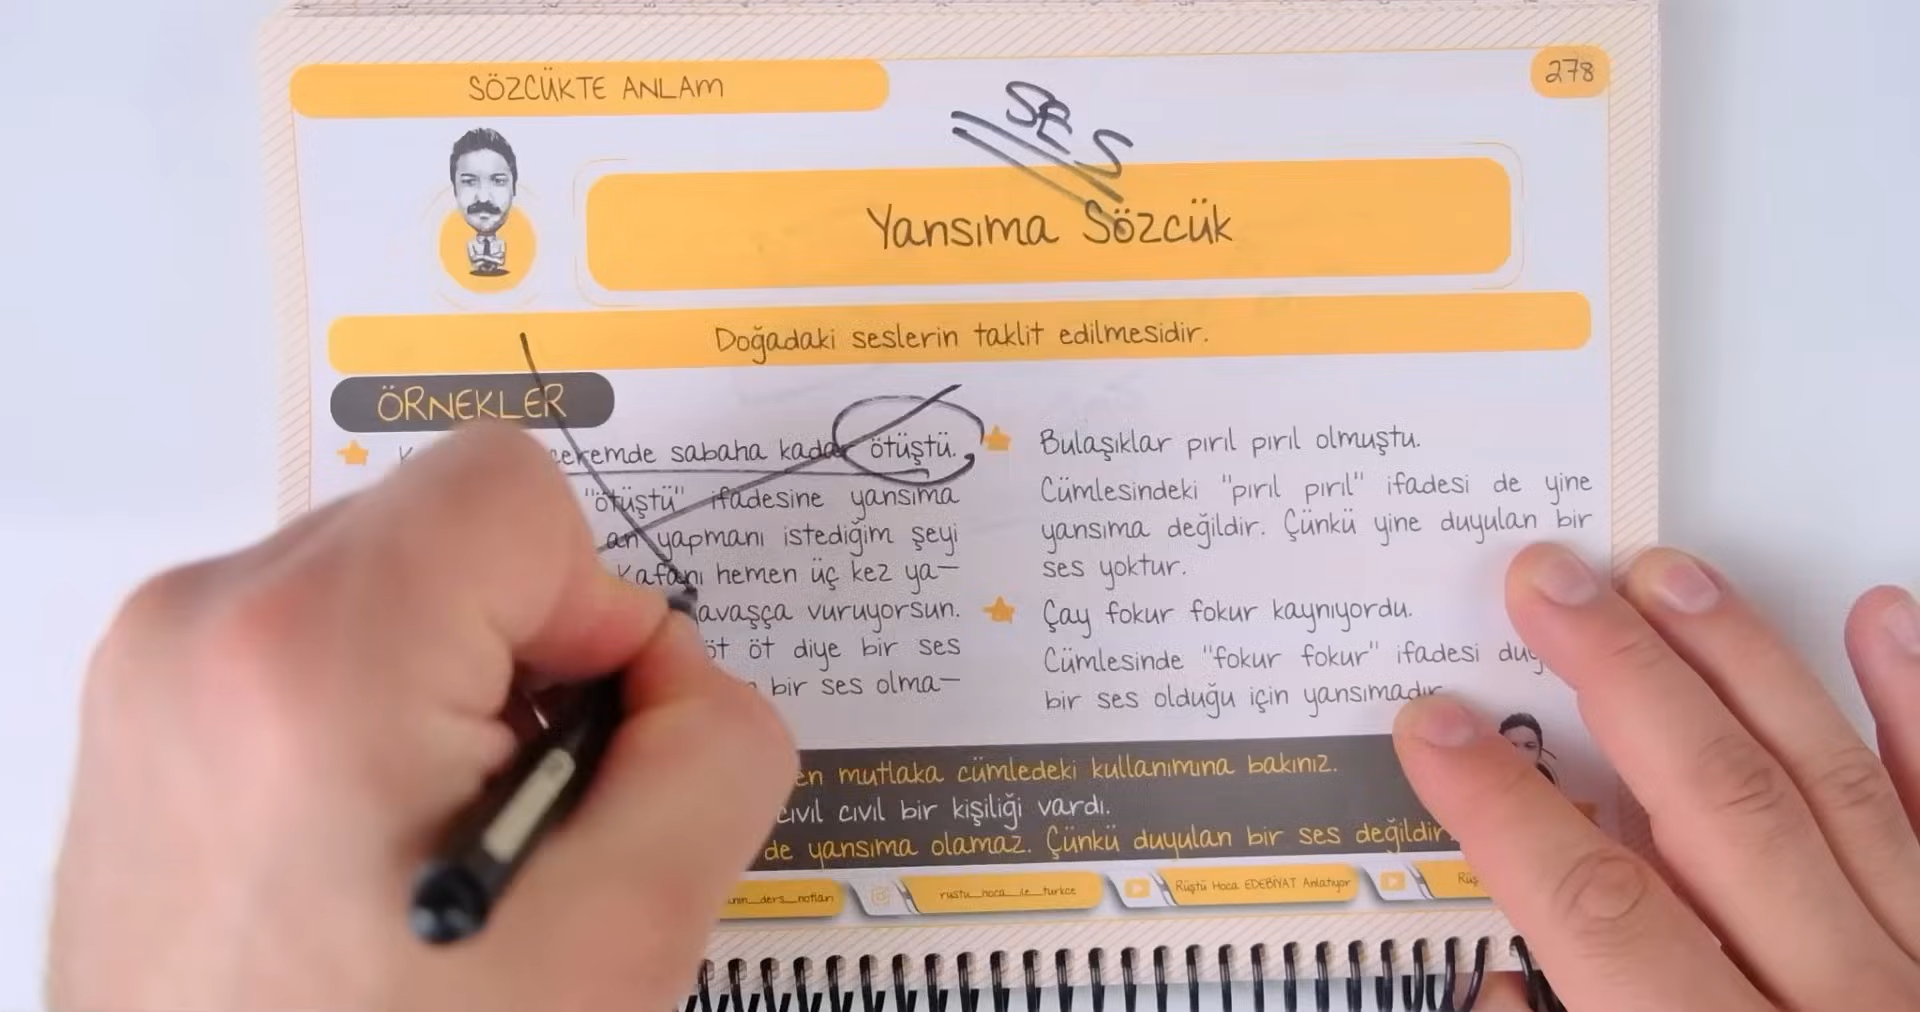 SÖZCÜKTE ANLAM
278
SES
Yansıma Sözcük
Doğadaki seslerin taklit edilmesidir.
ÖRNEKLER
sabaha kadar ötüştü.
"ötüştü" ifadesine yansıma
yapmanı istediğim şeyi
Kafanı hemen üç kez ya-
vuruyorsun.
öt öt diye bir ses
bir ses olma-
Bulaşıklar pırıl pırıl olmuştu.
Cümlesindeki "pırıl pırıl" ifadesi de yine
yansıma değildir. Çünkü yine duyulan bir
ses yoktur.
Çay fokur fokur kaynıyordu.
Cümlesinde "fokur fokur" ifadesi
bir ses olduğu için yansımadır
mutlaka cümledeki kullanımına bakınız.
cıvıl cıvıl bir kişiliği vardı.
de yansıma olamaz. Çünkü duyulan bir ses değildir
rustu_hoca_ile_turkce
Rüştü Hoca EDEBİYAT Anlatıyor